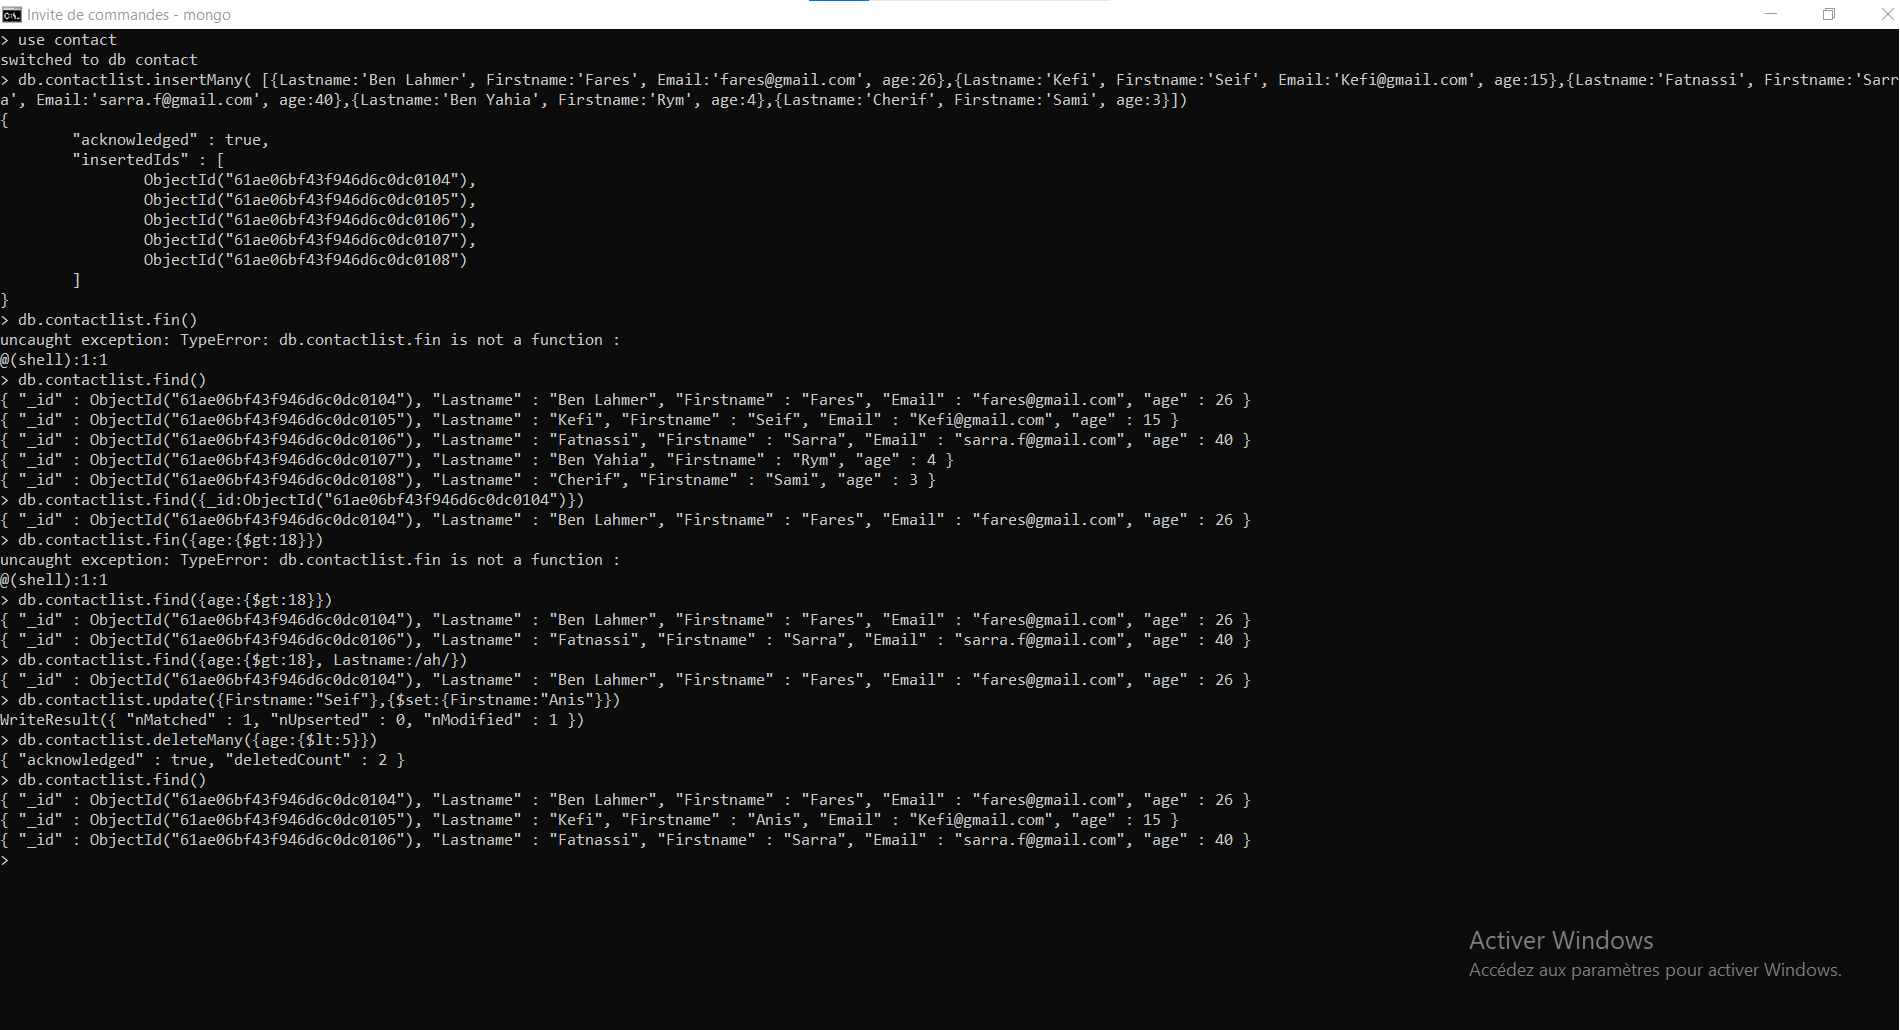 Invite de commandes - mongo
> use contact
switched to db contact
> db.contactlist.insertMany( [{Lastname:'Ben Lahmer', Firstname:'Fares', Email:'fares@gmail.com', age:26},{Lastname:'Kefi', Firstname:'Seif', Email:'Kefi@gmail.com', age:15},{Lastname:'Fatnassi', Firstname:'Sarr
a', Email:'sarra.f@gmail.com', age:40},{Lastname:'Ben Yahia', Firstname:'Rym', age:4},{Lastname:'Cherif', Firstname:'Sami', age:3}])
{
        "acknowledged" : true,
        "insertedIds" : [
                ObjectId("61ae06bf43f946d6c0dc0104"),
                ObjectId("61ae06bf43f946d6c0dc0105"),
                ObjectId("61ae06bf43f946d6c0dc0106"),
                ObjectId("61ae06bf43f946d6c0dc0107"),
                ObjectId("61ae06bf43f946d6c0dc0108")
        ]
}
> db.contactlist.fin()
uncaught exception: TypeError: db.contactlist.fin is not a function :
@(shell):1:1
> db.contactlist.find()
{ "_id" : ObjectId("61ae06bf43f946d6c0dc0104"), "Lastname" : "Ben Lahmer", "Firstname" : "Fares", "Email" : "fares@gmail.com", "age" : 26 }
{ "_id" : ObjectId("61ae06bf43f946d6c0dc0105"), "Lastname" : "Kefi", "Firstname" : "Seif", "Email" : "Kefi@gmail.com", "age" : 15 }
{ "_id" : ObjectId("61ae06bf43f946d6c0dc0106"), "Lastname" : "Fatnassi", "Firstname" : "Sarra", "Email" : "sarra.f@gmail.com", "age" : 40 }
{ "_id" : ObjectId("61ae06bf43f946d6c0dc0107"), "Lastname" : "Ben Yahia", "Firstname" : "Rym", "age" : 4 }
{ "_id" : ObjectId("61ae06bf43f946d6c0dc0108"), "Lastname" : "Cherif", "Firstname" : "Sami", "age" : 3 }
> db.contactlist.find({_id:ObjectId("61ae06bf43f946d6c0dc0104")})
{ "_id" : ObjectId("61ae06bf43f946d6c0dc0104"), "Lastname" : "Ben Lahmer", "Firstname" : "Fares", "Email" : "fares@gmail.com", "age" : 26 }
> db.contactlist.fin({age:{$gt:18}})
uncaught exception: TypeError: db.contactlist.fin is not a function :
@(shell):1:1
> db.contactlist.find({age:{$gt:18}})
{ "_id" : ObjectId("61ae06bf43f946d6c0dc0104"), "Lastname" : "Ben Lahmer", "Firstname" : "Fares", "Email" : "fares@gmail.com", "age" : 26 }
{ "_id" : ObjectId("61ae06bf43f946d6c0dc0106"), "Lastname" : "Fatnassi", "Firstname" : "Sarra", "Email" : "sarra.f@gmail.com", "age" : 40 }
> db.contactlist.find({age:{$gt:18}, Lastname:/ah/})
{ "_id" : ObjectId("61ae06bf43f946d6c0dc0104"), "Lastname" : "Ben Lahmer", "Firstname" : "Fares", "Email" : "fares@gmail.com", "age" : 26 }
> db.contactlist.update({Firstname:"Seif"},{$set:{Firstname:"Anis"}})
WriteResult({ "nMatched" : 1, "nUpserted" : 0, "nModified" : 1 })
> db.contactlist.deleteMany({age:{$lt:5}})
{ "acknowledged" : true, "deletedCount" : 2 }
> db.contactlist.find()
{ "_id" : ObjectId("61ae06bf43f946d6c0dc0104"), "Lastname" : "Ben Lahmer", "Firstname" : "Fares", "Email" : "fares@gmail.com", "age" : 26 }
{ "_id" : ObjectId("61ae06bf43f946d6c0dc0105"), "Lastname" : "Kefi", "Firstname" : "Anis", "Email" : "Kefi@gmail.com", "age" : 15 }
{ "_id" : ObjectId("61ae06bf43f946d6c0dc0106"), "Lastname" : "Fatnassi", "Firstname" : "Sarra", "Email" : "sarra.f@gmail.com", "age" : 40 }
>
Activer Windows
Accédez aux paramètres pour activer Windows.